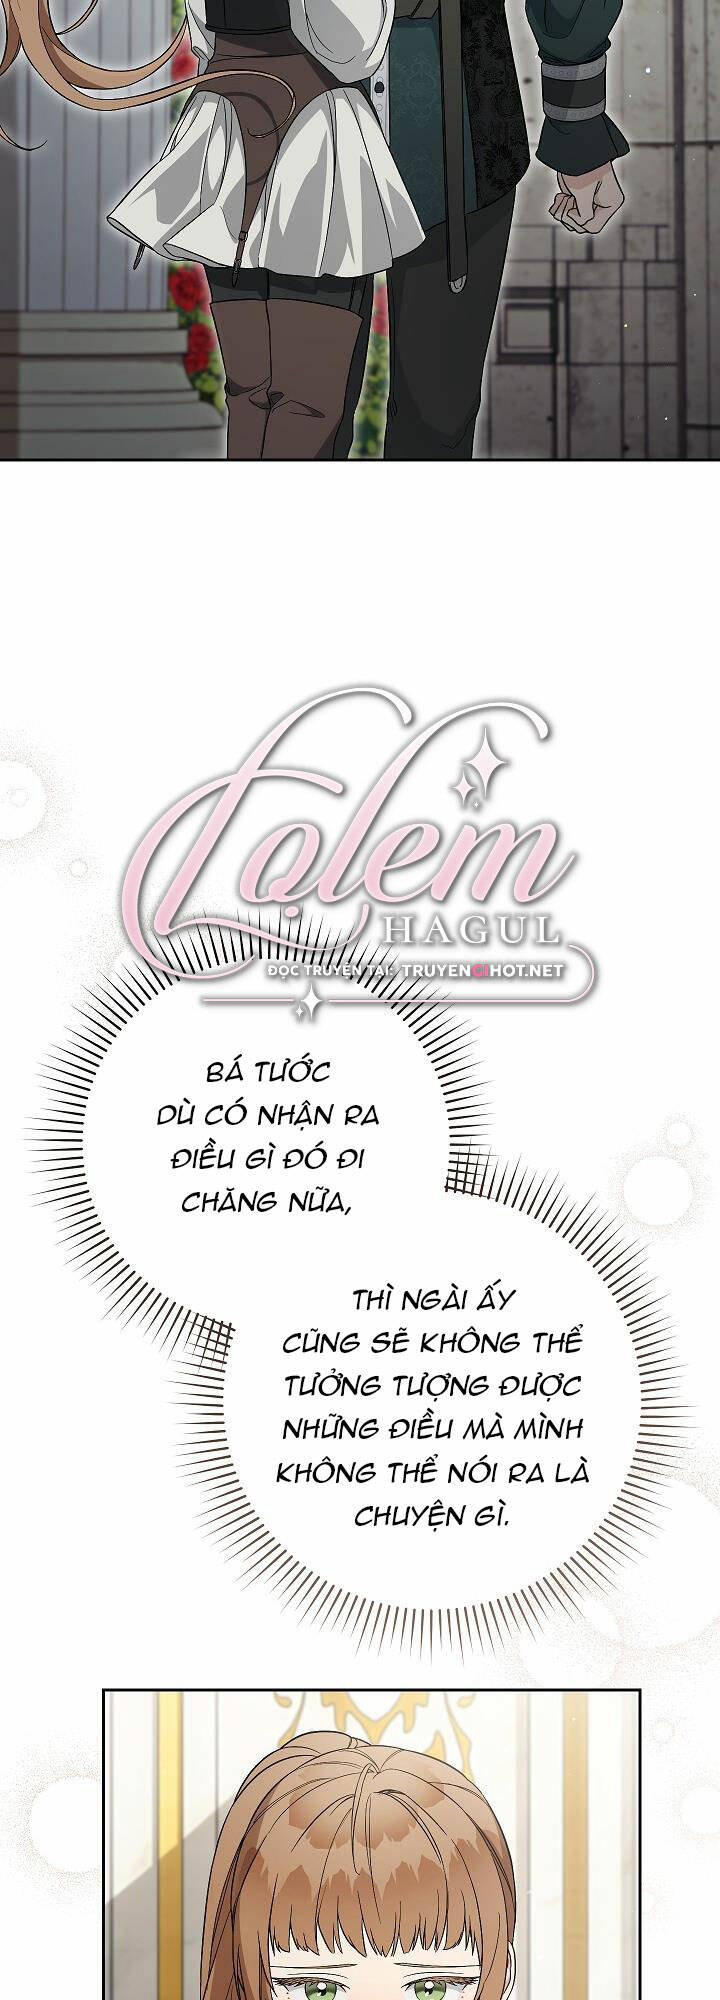 Lọlem
HAGUL
ĐỌC TRUYỆN TẠI: TRUYENGIHOT.NET
BÁ TƯỚC
DÙ CÓ NHẬN RA
ĐIỀU GÌ ĐÓ ĐI
CHĂNG NỮA,
THÌ NGÀI ẤY
CŨNG SẼ KHÔNG THỂ
TƯỞNG TƯỢNG ĐƯỢC
NHỮNG ĐIỀU MÀ MÌNH
KHÔNG THỂ NÓI RA LÀ
CHUYỆN GÌ.